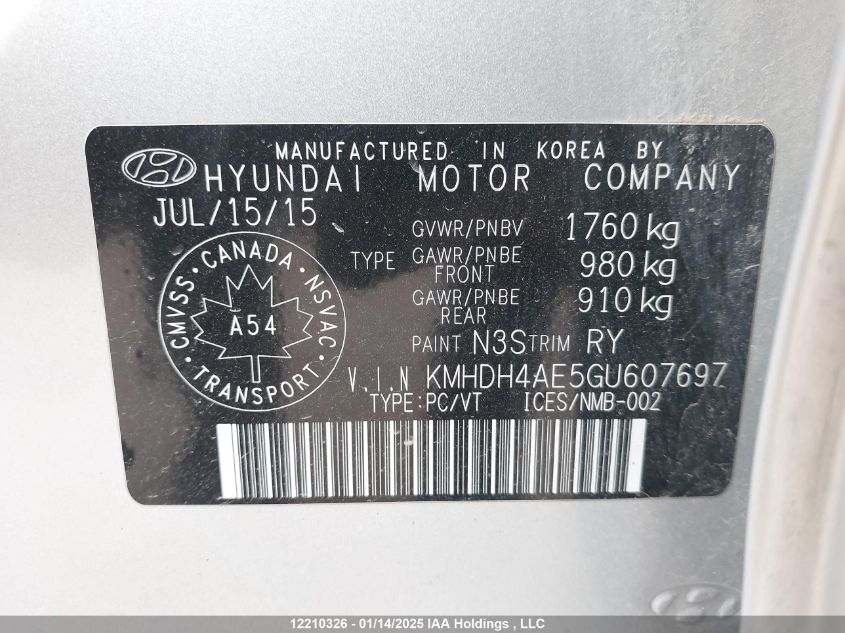 MANUFACTURED IN KOREA BY
HYUNDAI MOTOR COMPANY
JUL/15/15
GVWR/PNBV 1760 kg
TYPE GAWR/PNBE FRONT 980 kg
GAWR/PNBE REAR 910 kg
PAINT N3S TRIM RY
CMVSS · CANADA · NSVAC · TRANSPORT ·
A54
V.I.N KMHDH4AE5GU607697
TYPE:PC/VT ICES/NMB-002
12210326 - 01/14/2025 IAA Holdings , LLC